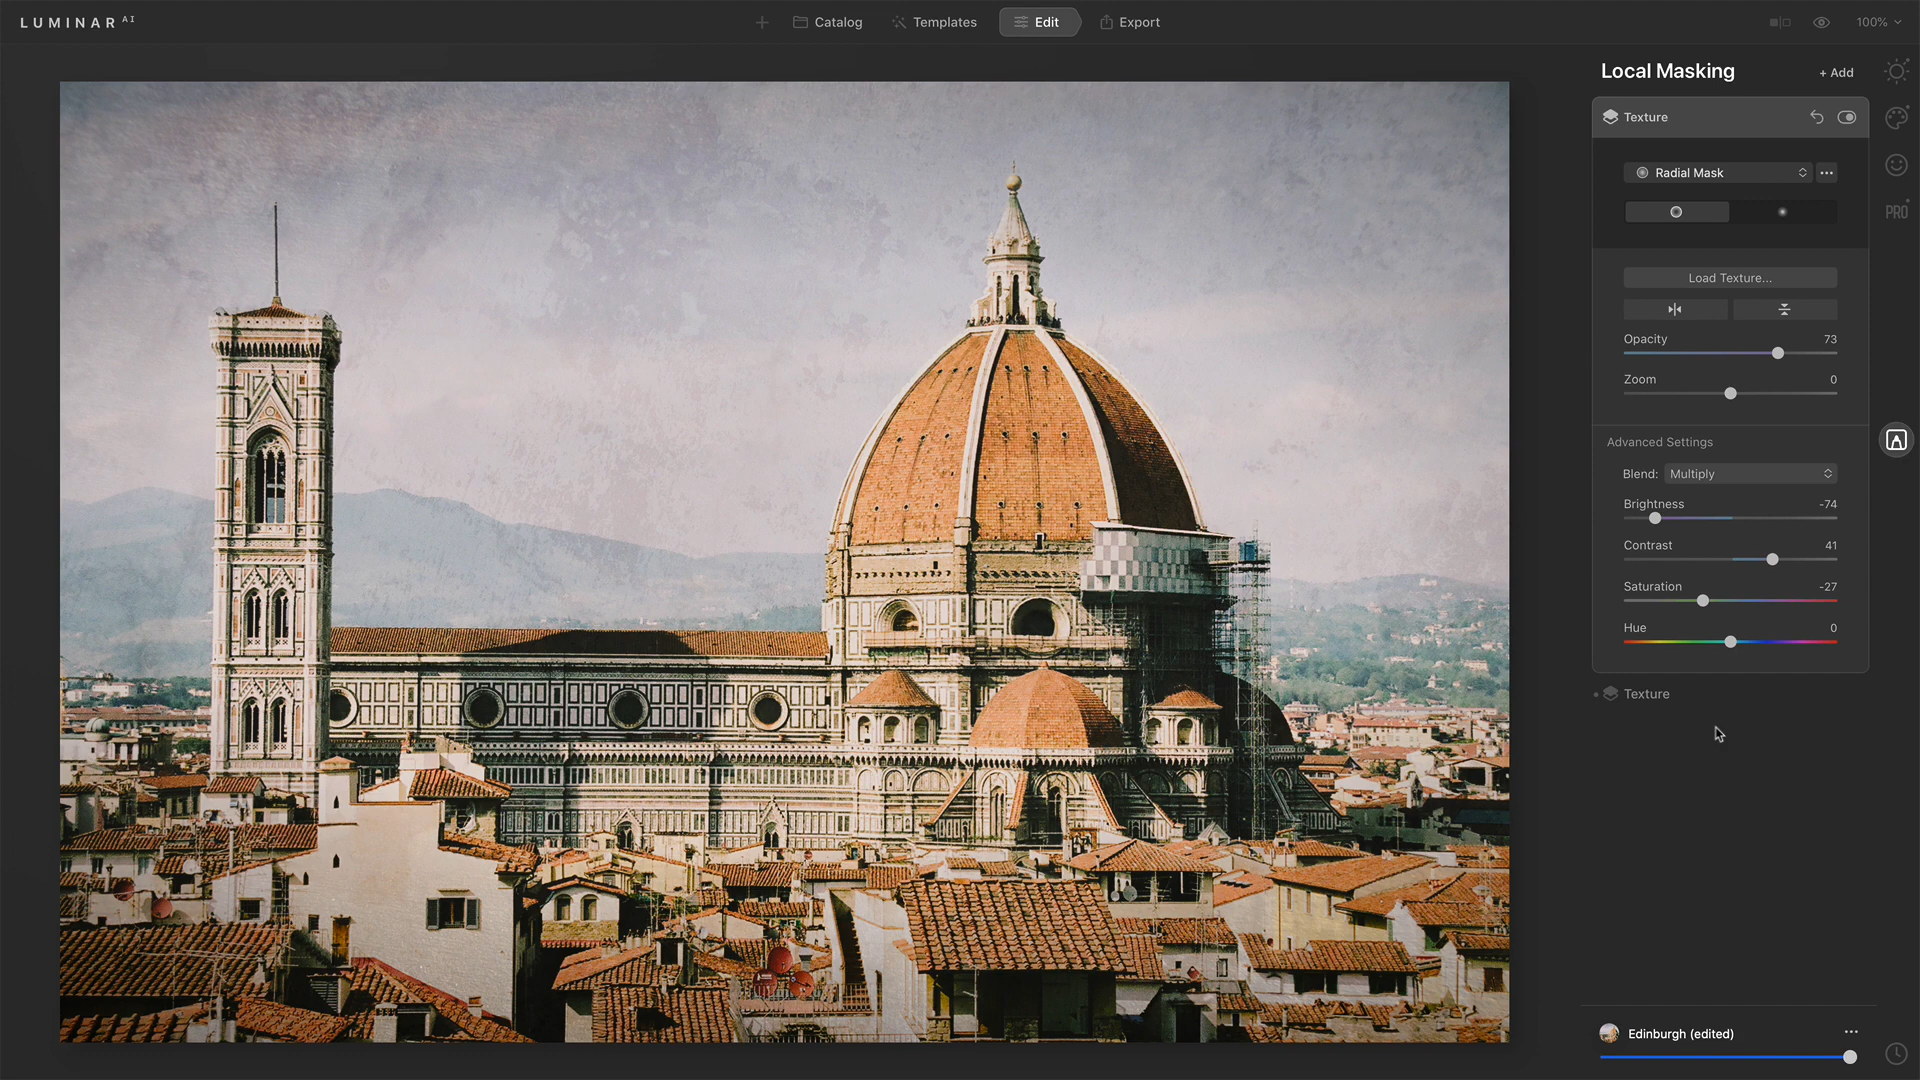 LUMINAR AI
Catalog
Templates
Edit
Export
100%
Local Masking
+ Add
Texture
Radial Mask
PRO
Load Texture...
Opacity 73
Zoom 0
Advanced Settings
Blend: Multiply
Brightness -74
Contrast 41
Saturation -27
Hue 0
Texture
Edinburgh (edited)